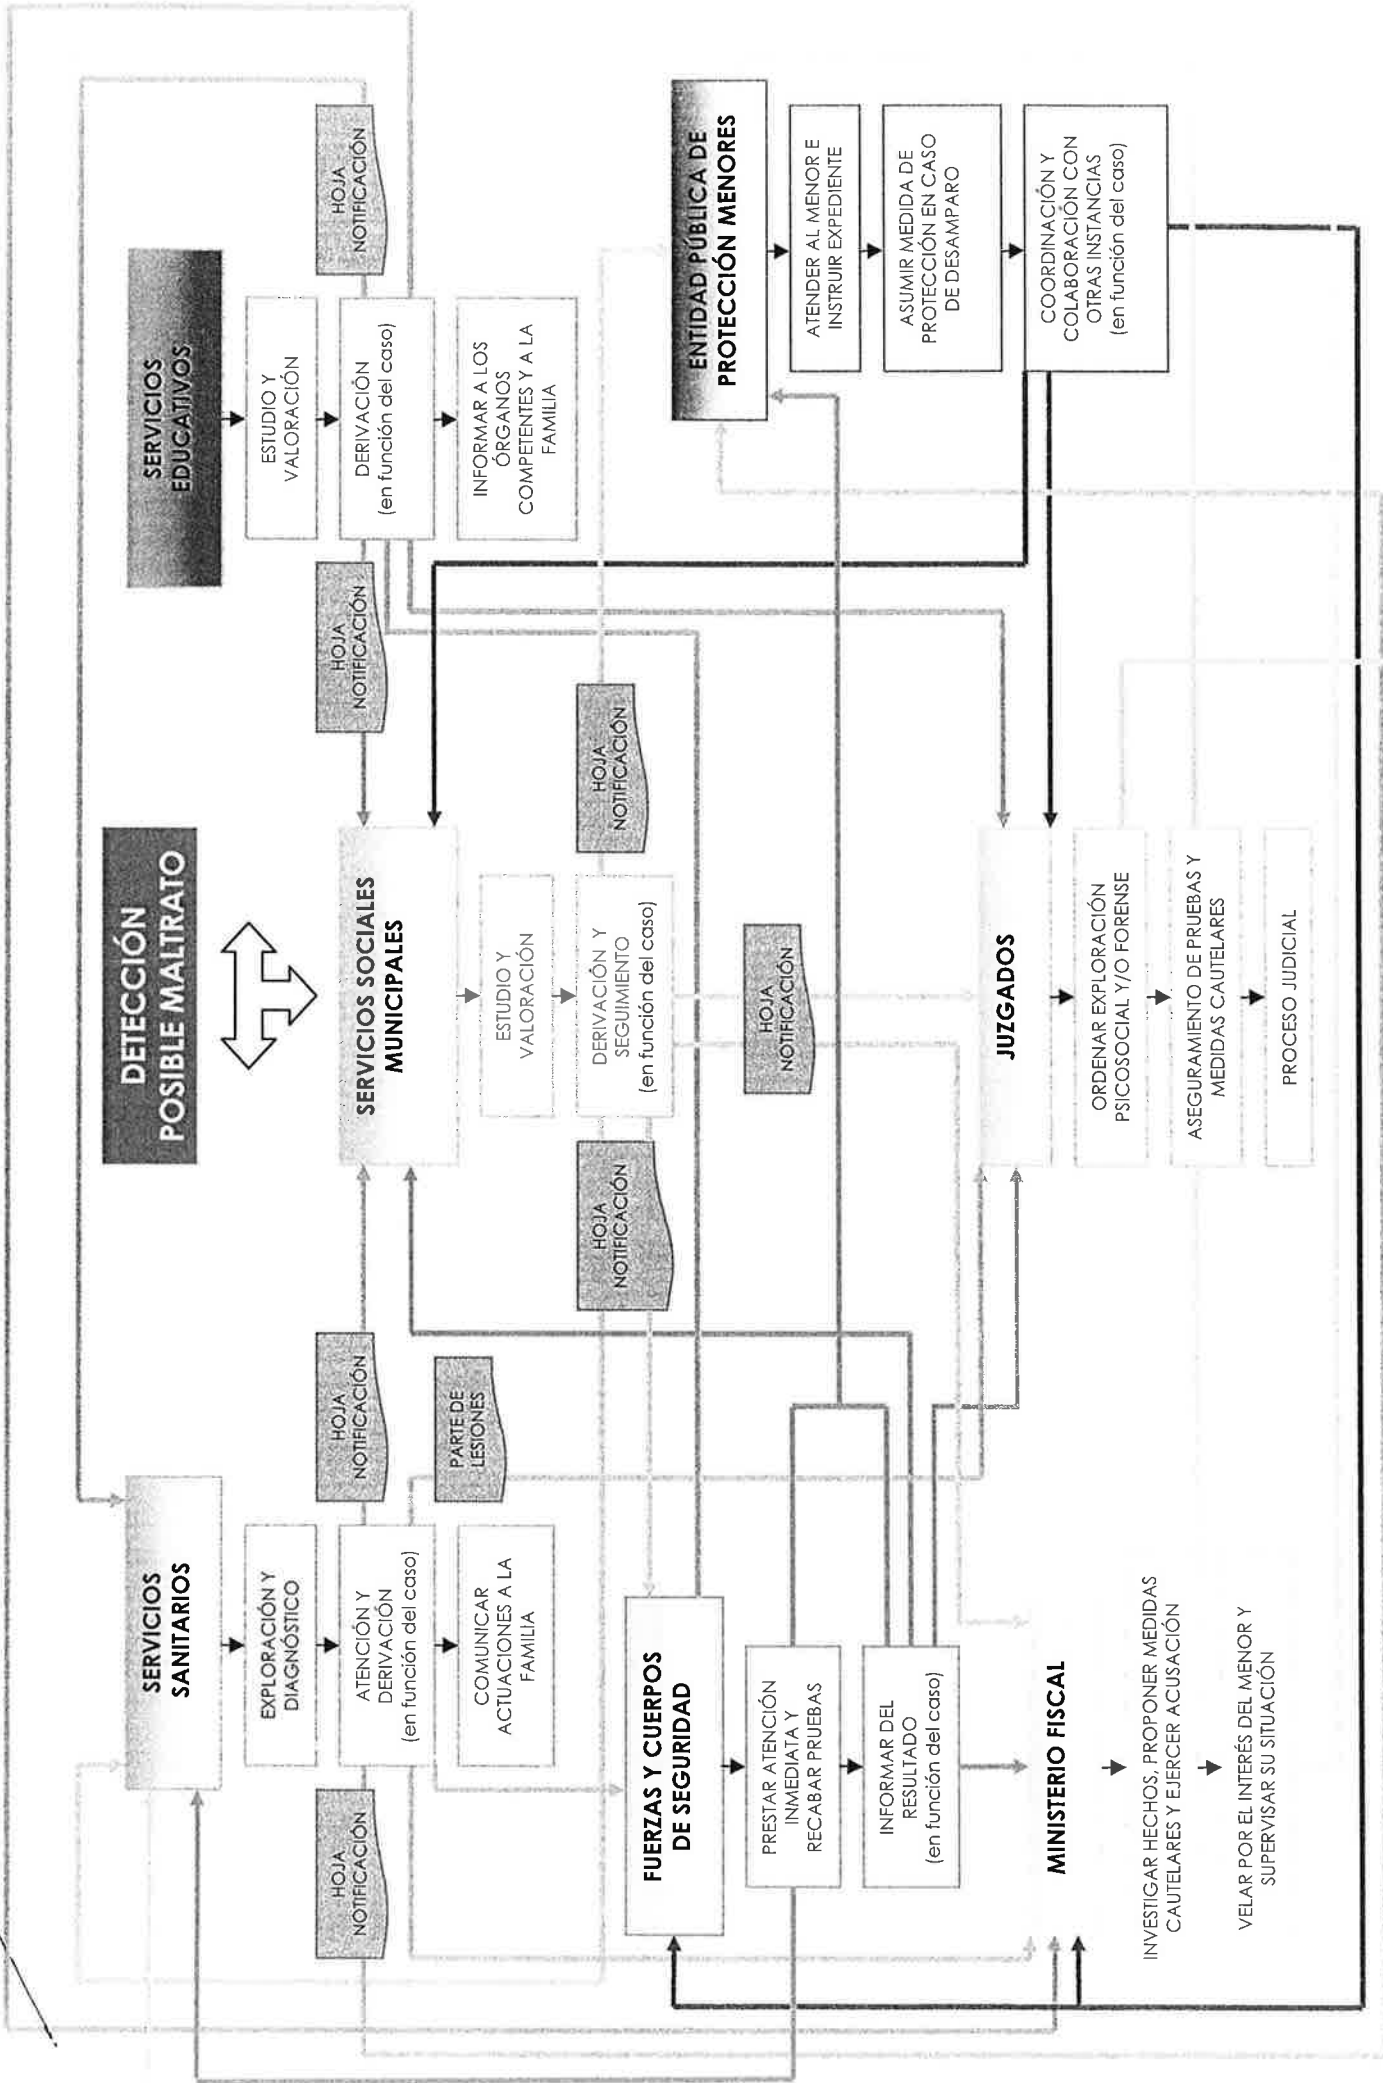 DETECCIÓN
POSIBLE MALTRATO
SERVICIOS
SANITARIOS
EXPLORACIÓN Y
DIAGNÓSTICO
HOJA
NOTIFICACIÓN
ATENCIÓN Y
DERIVACIÓN
(en función del caso)
HOJA
NOTIFICACIÓN
PARTE DE
LESIONES
COMUNICAR
ACTUACIONES A LA
FAMILIA
SERVICIOS SOCIALES
MUNICIPALES
ESTUDIO Y
VALORACIÓN
DERIVACIÓN Y
SEGUIMIENTO
(en función del caso)
HOJA
NOTIFICACIÓN
HOJA
NOTIFICACIÓN
HOJA
NOTIFICACIÓN
SERVICIOS
EDUCATIVOS
ESTUDIO Y
VALORACIÓN
HOJA
NOTIFICACIÓN
DERIVACIÓN
(en función del caso)
HOJA
NOTIFICACIÓN
INFORMAR A LOS
ÓRGANOS
COMPETENTES Y A LA
FAMILIA
FUERZAS Y CUERPOS
DE SEGURIDAD
PRESTAR ATENCIÓN
INMEDIATA Y
RECABAR PRUEBAS
INFORMAR DEL
RESULTADO
(en función del caso)
MINISTERIO FISCAL
INVESTIGAR HECHOS, PROPONER MEDIDAS
CAUTELARES Y EJERCER ACUSACIÓN
VELAR POR EL INTERÉS DEL MENOR Y
SUPERVISAR SU SITUACIÓN
JUZGADOS
ORDENAR EXPLORACIÓN
PSICOSOCIAL Y/O FORENSE
ASEGURAMIENTO DE PRUEBAS Y
MEDIDAS CAUTELARES
PROCESO JUDICIAL
ENTIDAD PÚBLICA DE
PROTECCIÓN MENORES
ATENDER AL MENOR E
INSTRUIR EXPEDIENTE
ASUMIR MEDIDA DE
PROTECCIÓN EN CASO
DE DESAMPARO
COORDINACIÓN Y
COLABORACIÓN CON
OTRAS INSTANCIAS
(en función del caso)